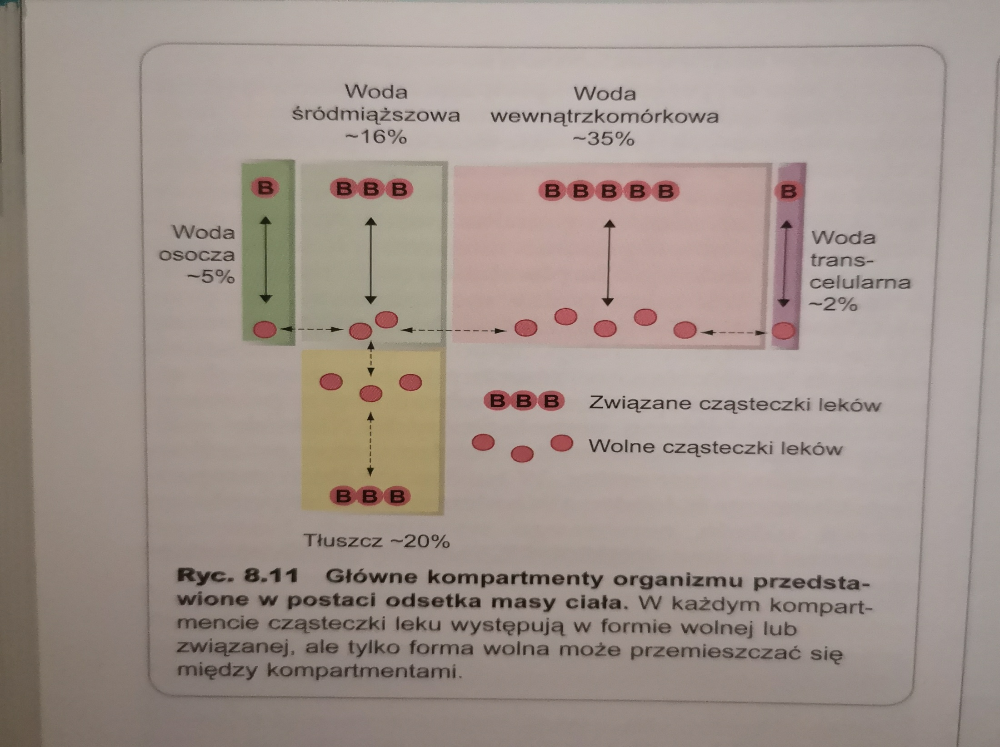 Woda
śródmiąższowa
~16%
Woda
wewnątrzkomórkowa
~35%
B
B B B
B B B B B
B
Woda
osocza
~5%
Woda
trans-
celularna
~2%
B B B Związane cząsteczki leków
Wolne cząsteczki leków
B B B
Tłuszcz ~20%
Ryc. 8.11 Główne kompartmenty organizmu przedsta-
wione w postaci odsetka masy ciała. W każdym kompart-
mencie cząsteczki leku występują w formie wolnej lub
związanej, ale tylko forma wolna może przemieszczać się
między kompartmentami.